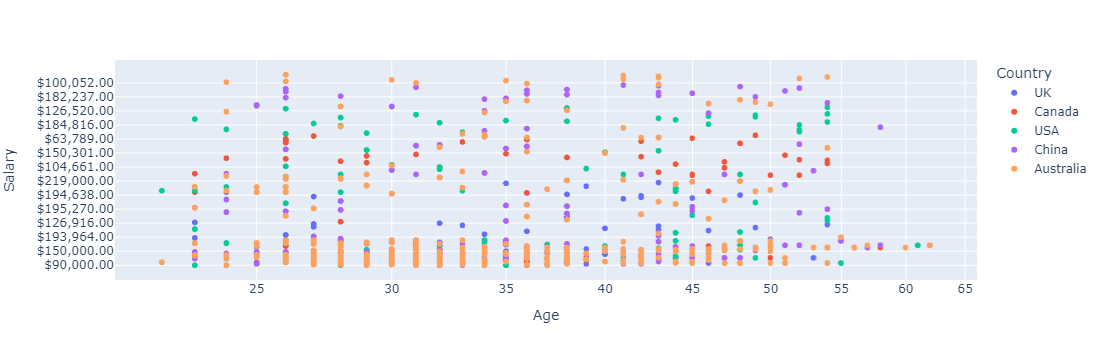 Salary
$100,052.00
$182,237.00
$126,520.00
$184,816.00
$63,789.00
$150,301.00
$104,661.00
$219,000.00
$194,638.00
$195,270.00
$126,916.00
$193,964.00
$150,000.00
$90,000.00
25 30 35 40 45 50 55 60 65
Age
Country
UK
Canada
USA
China
Australia